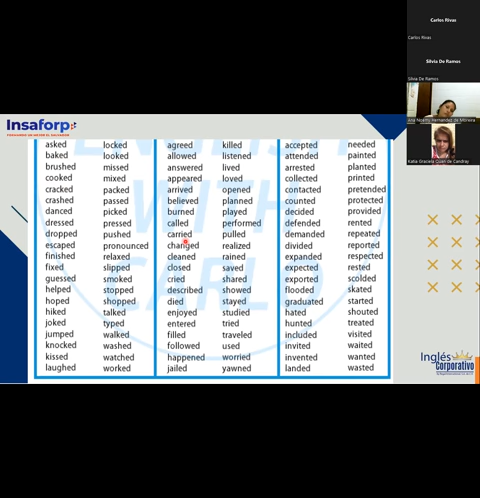 Carlos Rivas
Carlos Rivas
Silvia De Ramos
Silvia De Ramos
Katia Graciela Colan de Candray
Insaforp
asked locked agreed killed accepted needed
baked looked allowed listened attended painted
brushed missed answered lived arrested planted
cooked mixed appeared loved collected printed
cracked packed arrived opened contacted pretended
crashed passed believed planned counted protected
danced picked burned played decided provided
dressed pressed called performed defended rented
dropped pushed carried pulled demanded repeated
escaped pronounced changed realized divided reported
finished relaxed cleaned rained expanded respected
fixed slipped closed saved expected rested
guessed smoked cried shared exported scolded
helped stopped described showed flooded skated
hoped shopped died stayed graduated started
hiked talked enjoyed studied hated shouted
joked typed entered tried hunted treated
jumped walked filled traveled included visited
knocked washed followed used invited waited
kissed watched happened worried invented wanted
laughed worked jailed yawned landed wasted
Inglés
Corporativo